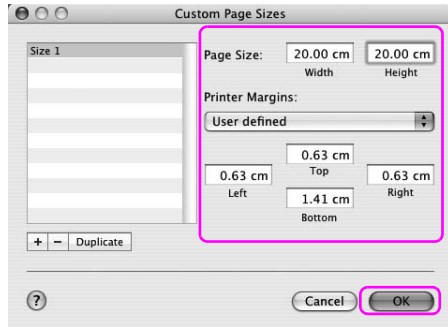 Custom Page Sizes
Size 1
Page Size: 20.00 cm 20.00 cm
Width Height
Printer Margins:
User defined
0.63 cm
Top
0.63 cm 0.63 cm
Left Right
1.41 cm
Bottom
+ − Duplicate
? Cancel OK